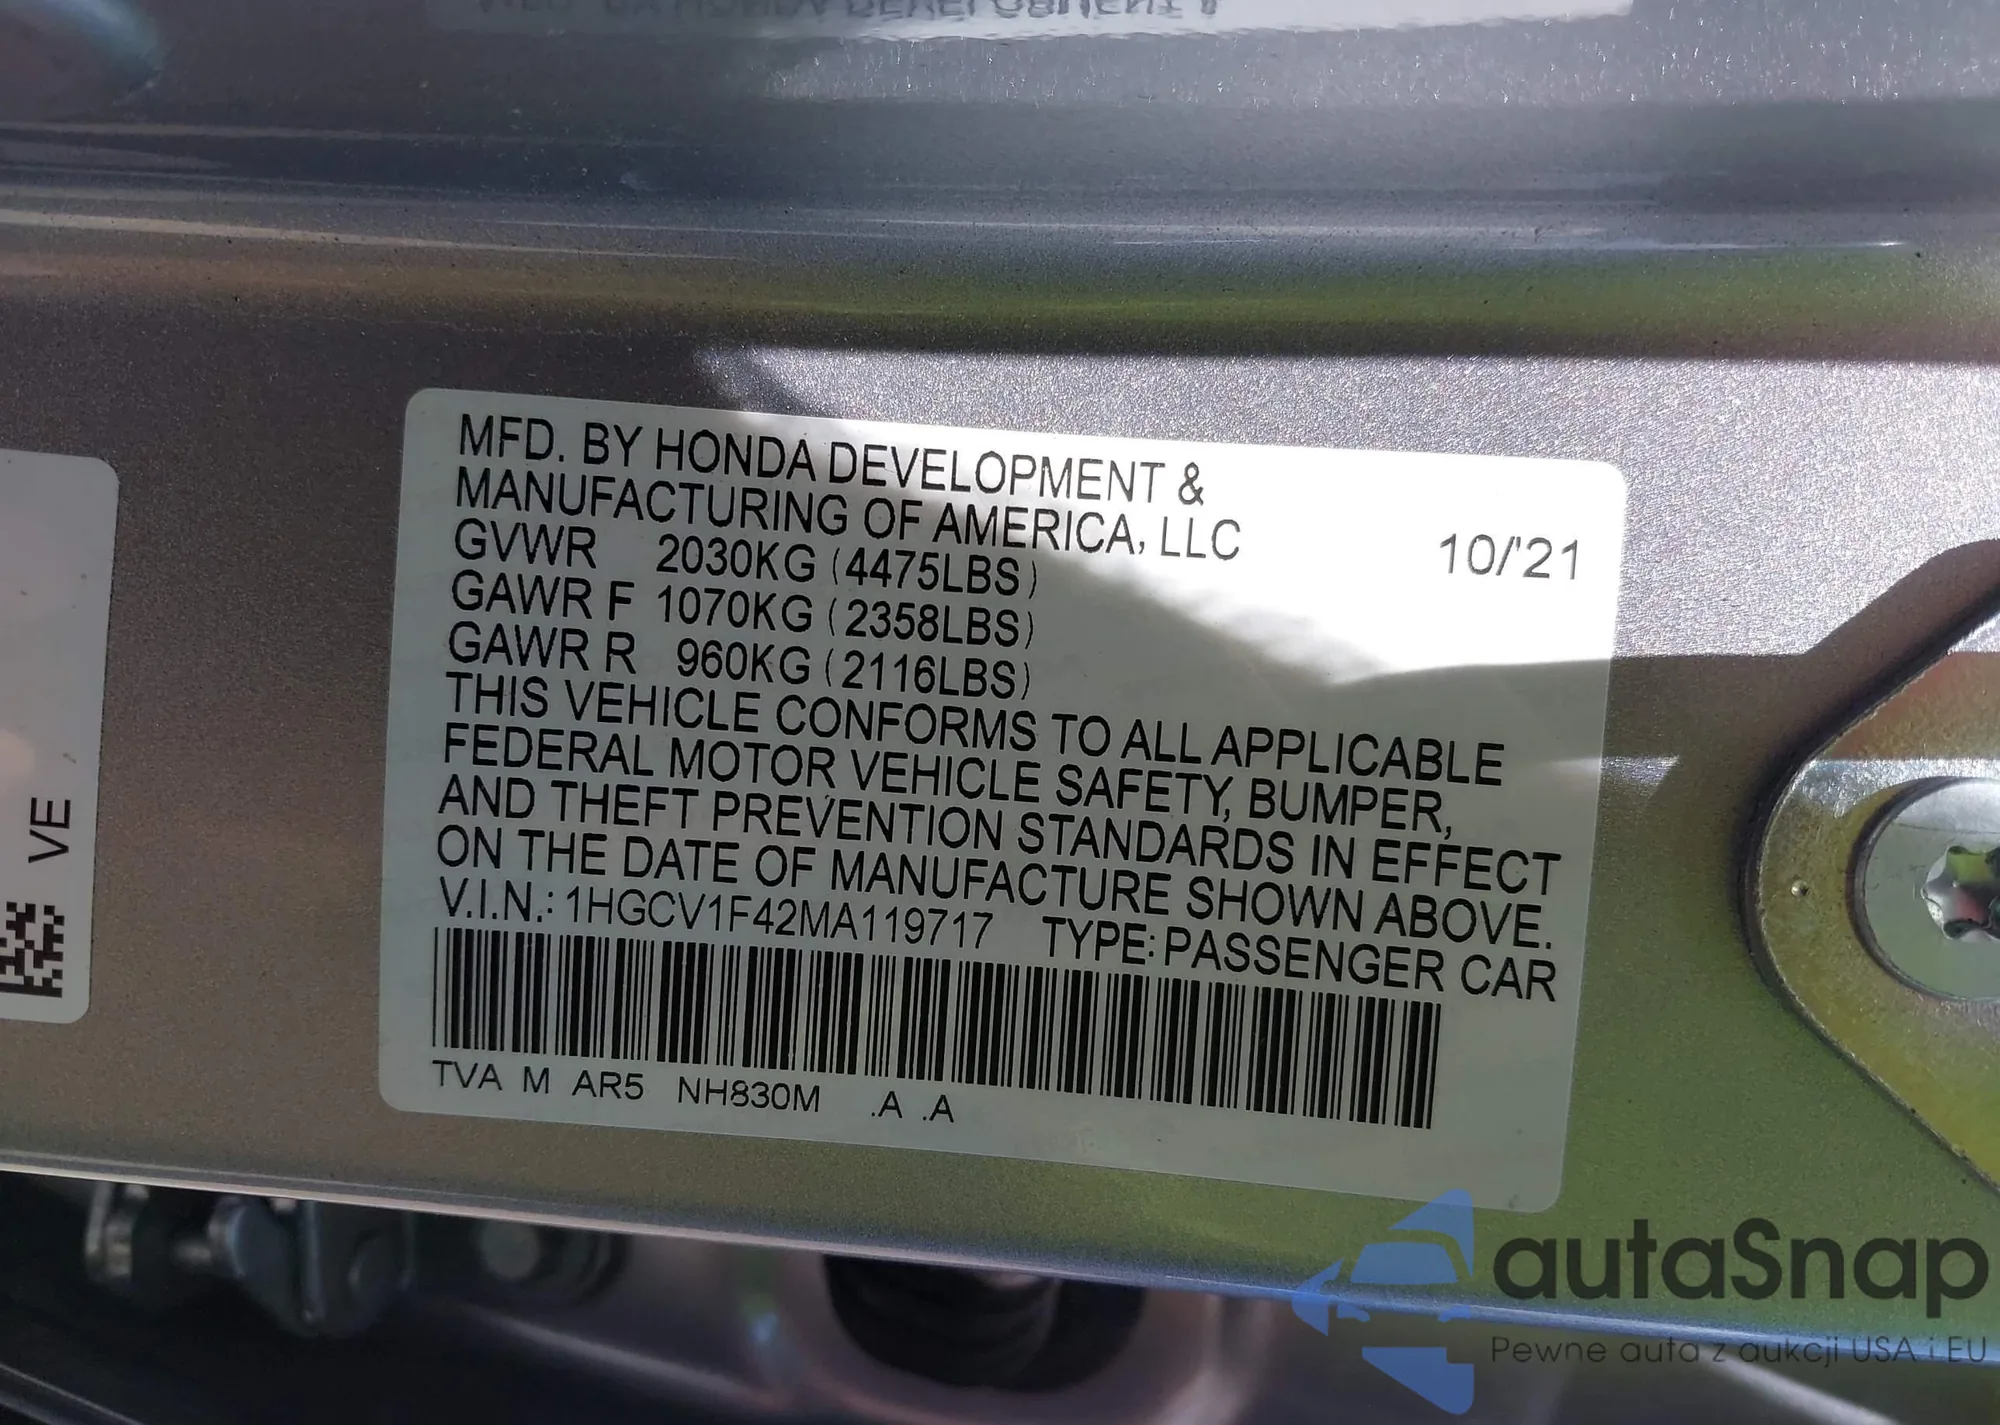 MFD. BY HONDA DEVELOPMENT &
MANUFACTURING OF AMERICA, LLC
10/'21
GVWR 2030KG (4475LBS)
GAWR F 1070KG (2358LBS)
GAWR R 960KG (2116LBS)
THIS VEHICLE CONFORMS TO ALL APPLICABLE
FEDERAL MOTOR VEHICLE SAFETY, BUMPER,
AND THEFT PREVENTION STANDARDS IN EFFECT
ON THE DATE OF MANUFACTURE SHOWN ABOVE.
V.I.N.: 1HGCV1F42MA119717 TYPE: PASSENGER CAR
TVA M AR5 NH830M .A .A
VE
autaSnap
Pewne auta z aukcji USA i EU